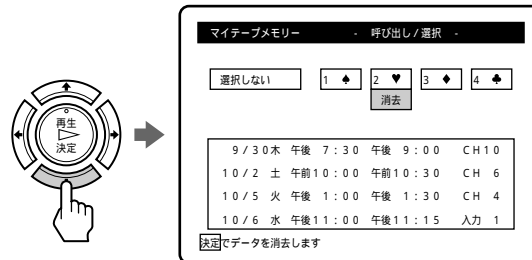 マイテープメモリー - 呼び出し/選択 -
選択しない 1 ♠ 2 ♥ 3 ♦ 4 ♣
消去
再生
決定
9/30木 午後 7:30 午後 9:00 CH10
10/2 土 午前10:00 午前10:30 CH 6
10/5 火 午後 1:00 午後 1:30 CH 4
10/6 水 午後11:00 午後11:15 入力 1
決定でデータを消去します